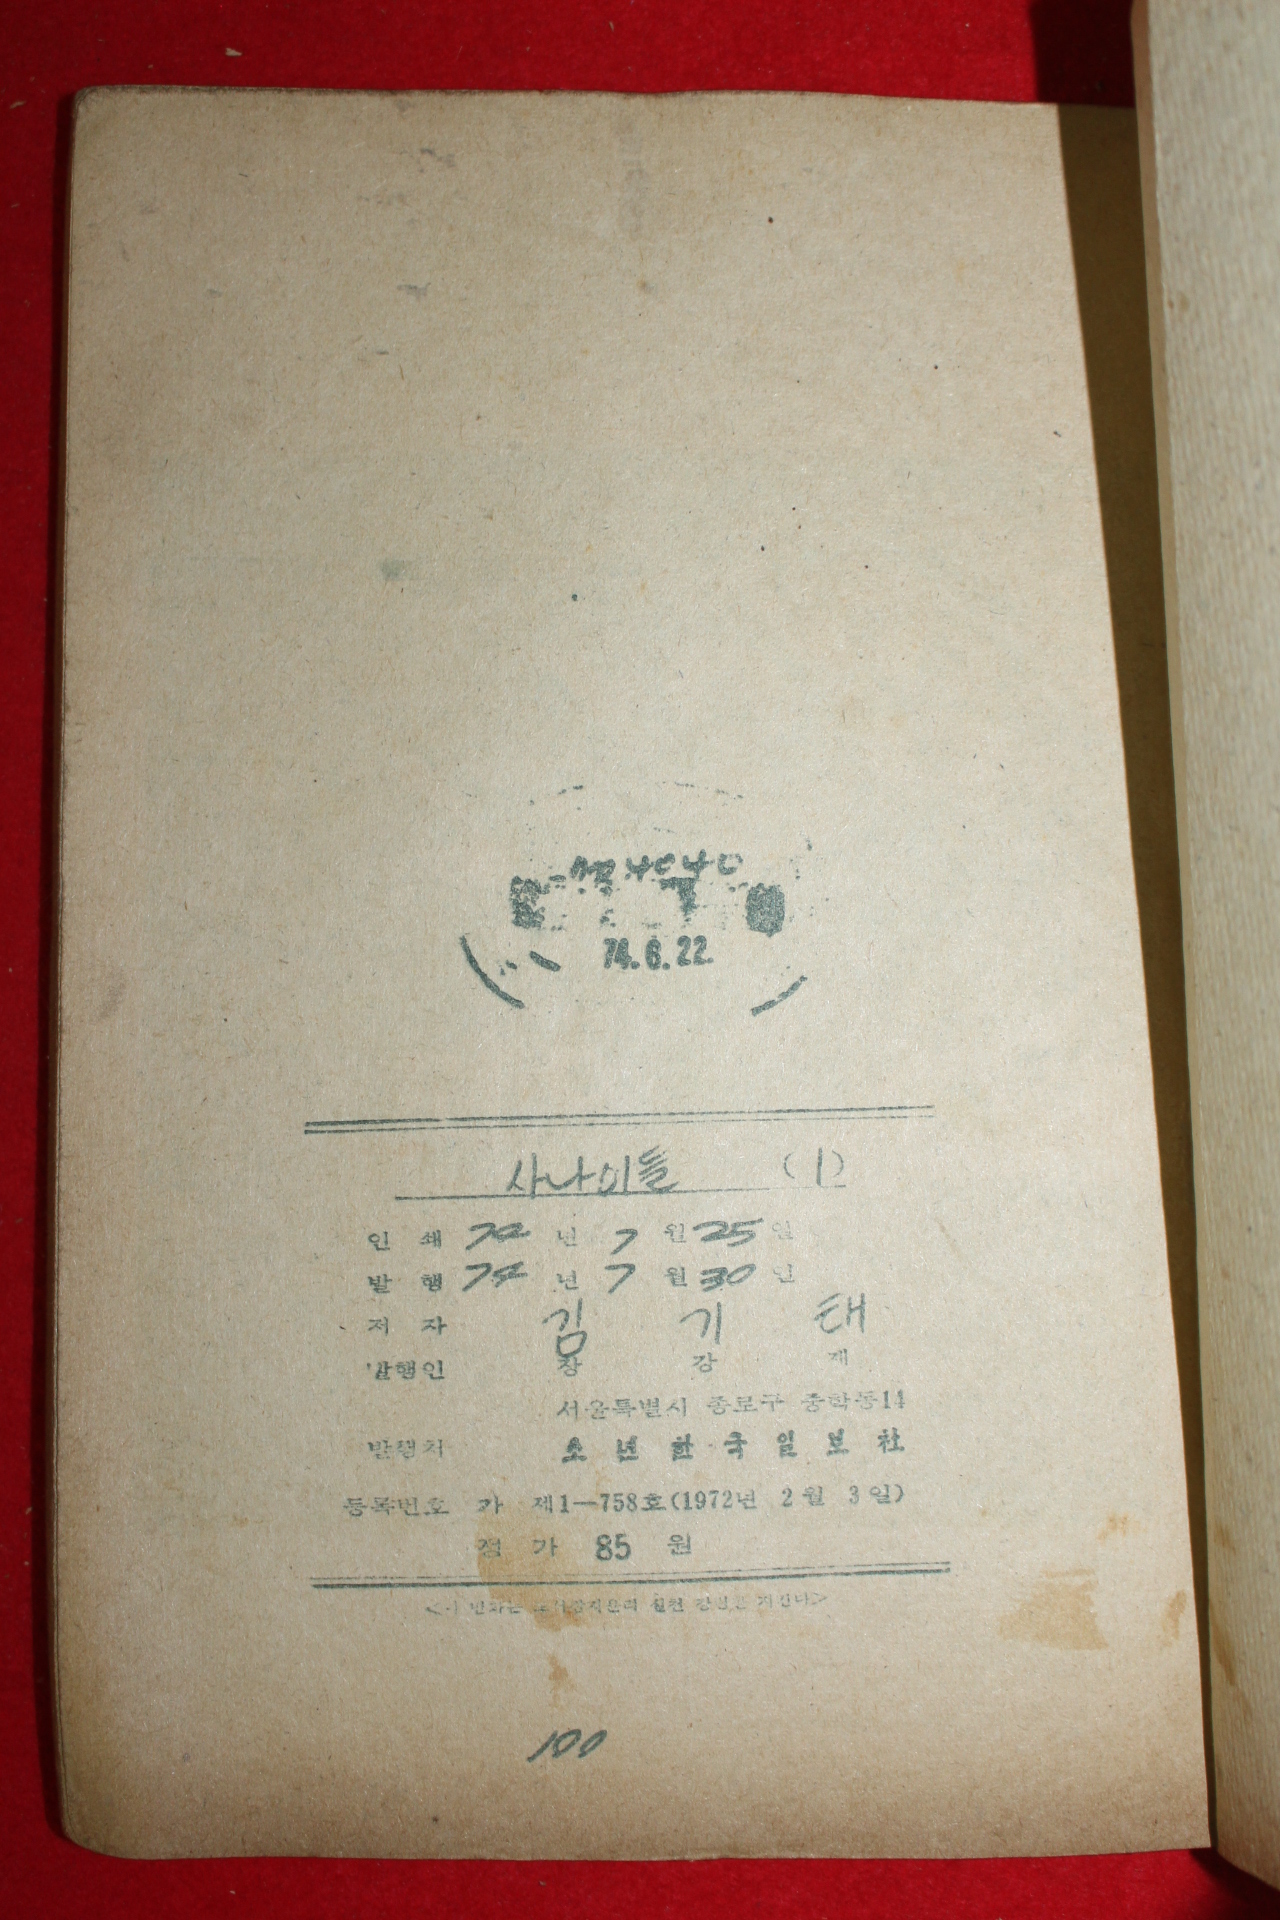 74.6.22.
사나이들 (1)
인 쇄 74 년 7 월 25 일
발 행 74 년 7 월 30 일
저 자 김 기 태
발행인 장 강 재
서울특별시 종로구 중학동14
발행처 소년한국일보社
등록번호 가 제1—758호(1972년 2월 3일)
정 가 85 원
100